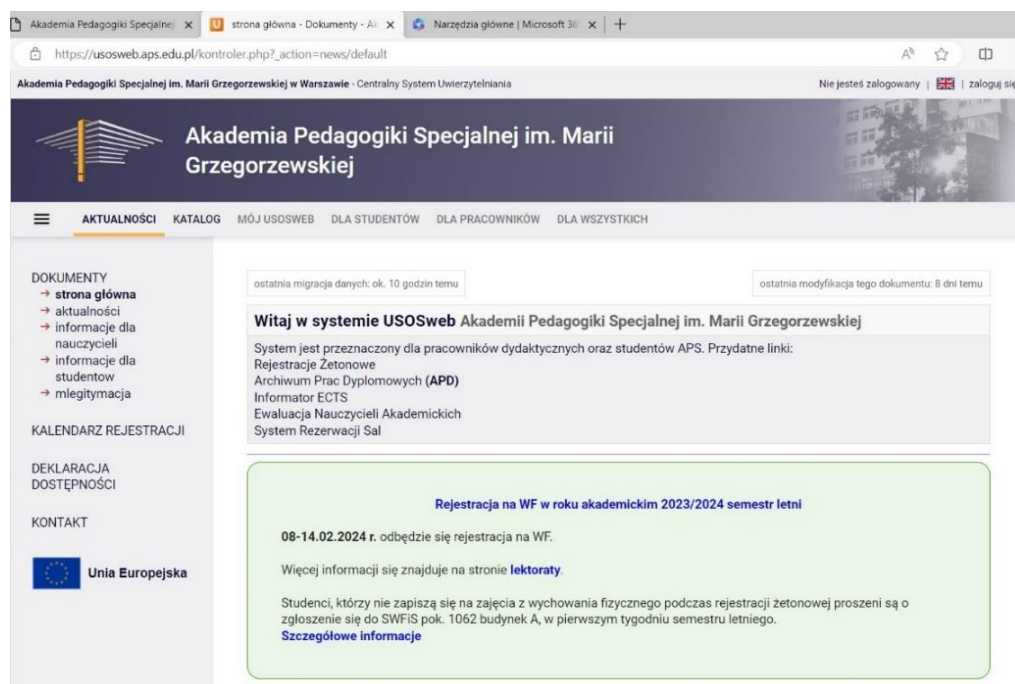 Akademia Pedagogiki Specjalnej
strona główna - Dokumenty - Ak
Narzędzia główne | Microsoft 36
https://usosweb.aps.edu.pl/kontroler.php?_action=news/default
Akademia Pedagogiki Specjalnej im. Marii Grzegorzewskiej w Warszawie - Centralny System Uwierzytelniania
Nie jesteś zalogowany | | zaloguj się
Akademia Pedagogiki Specjalnej im. Marii
Grzegorzewskiej
AKTUALNOŚCI KATALOG MÓJ USOSWEB DLA STUDENTÓW DLA PRACOWNIKÓW DLA WSZYSTKICH
DOKUMENTY
→ strona główna
→ aktualności
→ informacje dla
nauczycieli
→ informacje dla
studentow
→ mlegitymacja
KALENDARZ REJESTRACJI
DEKLARACJA
DOSTĘPNOŚCI
KONTAKT
Unia Europejska
ostatnia migracja danych: ok. 10 godzin temu
ostatnia modyfikacja tego dokumentu: 8 dni temu
Witaj w systemie USOSweb Akademii Pedagogiki Specjalnej im. Marii Grzegorzewskiej
System jest przeznaczony dla pracowników dydaktycznych oraz studentów APS. Przydatne linki:
Rejestracje Żetonowe
Archiwum Prac Dyplomowych (APD)
Informator ECTS
Ewaluacja Nauczycieli Akademickich
System Rezerwacji Sal
Rejestracja na WF w roku akademickim 2023/2024 semestr letni
08-14.02.2024 r. odbędzie się rejestracja na WF.
Więcej informacji się znajduje na stronie lektoraty.
Studenci, którzy nie zapiszą się na zajęcia z wychowania fizycznego podczas rejestracji żetonowej proszeni są o
zgłoszenie się do SWFiS pok. 1062 budynek A, w pierwszym tygodniu semestru letniego.
Szczegółowe informacje